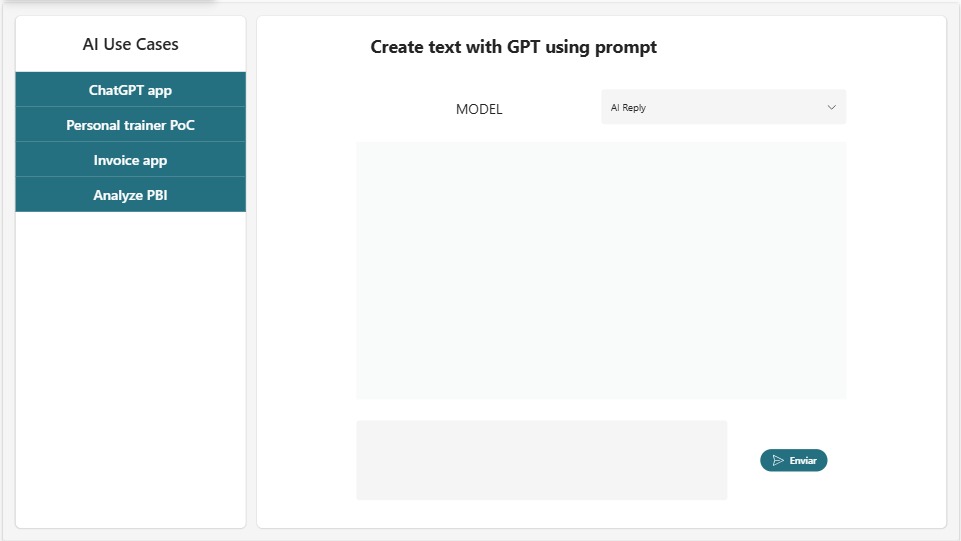 AI Use Cases
ChatGPT app
Personal trainer PoC
Invoice app
Analyze PBI
Create text with GPT using prompt
MODEL
AI Reply
Enviar